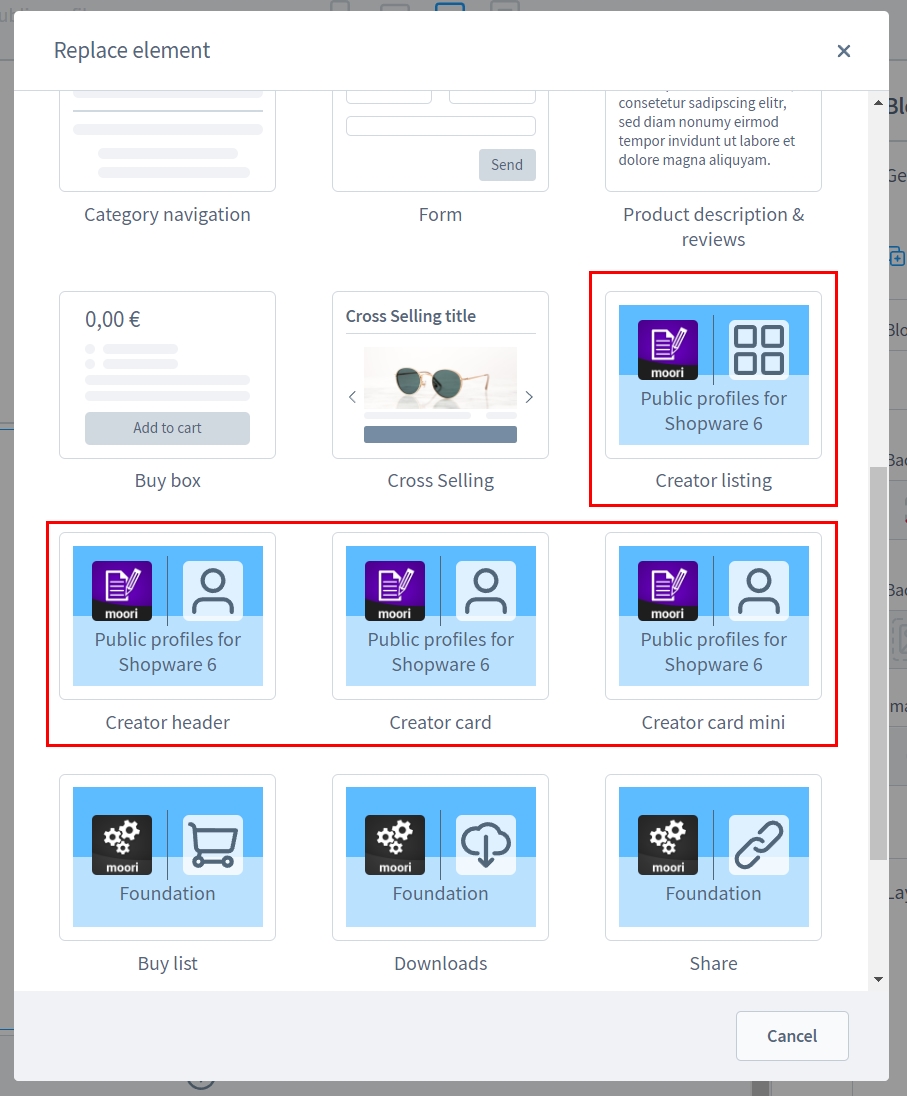 Replace element
consetetur sadipscing elitr,
sed diam nonumy eirmod
tempor invidunt ut labore et
dolore magna aliquyam.
Send
Category navigation
Form
Product description &
reviews
0,00 €
Add to cart
Buy box
Cross Selling title
Cross Selling
moori
Public profiles for
Shopware 6
Creator listing
moori
Public profiles for
Shopware 6
Creator header
moori
Public profiles for
Shopware 6
Creator card
moori
Public profiles for
Shopware 6
Creator card mini
moori
Foundation
Buy list
moori
Foundation
Downloads
moori
Foundation
Share
Cancel